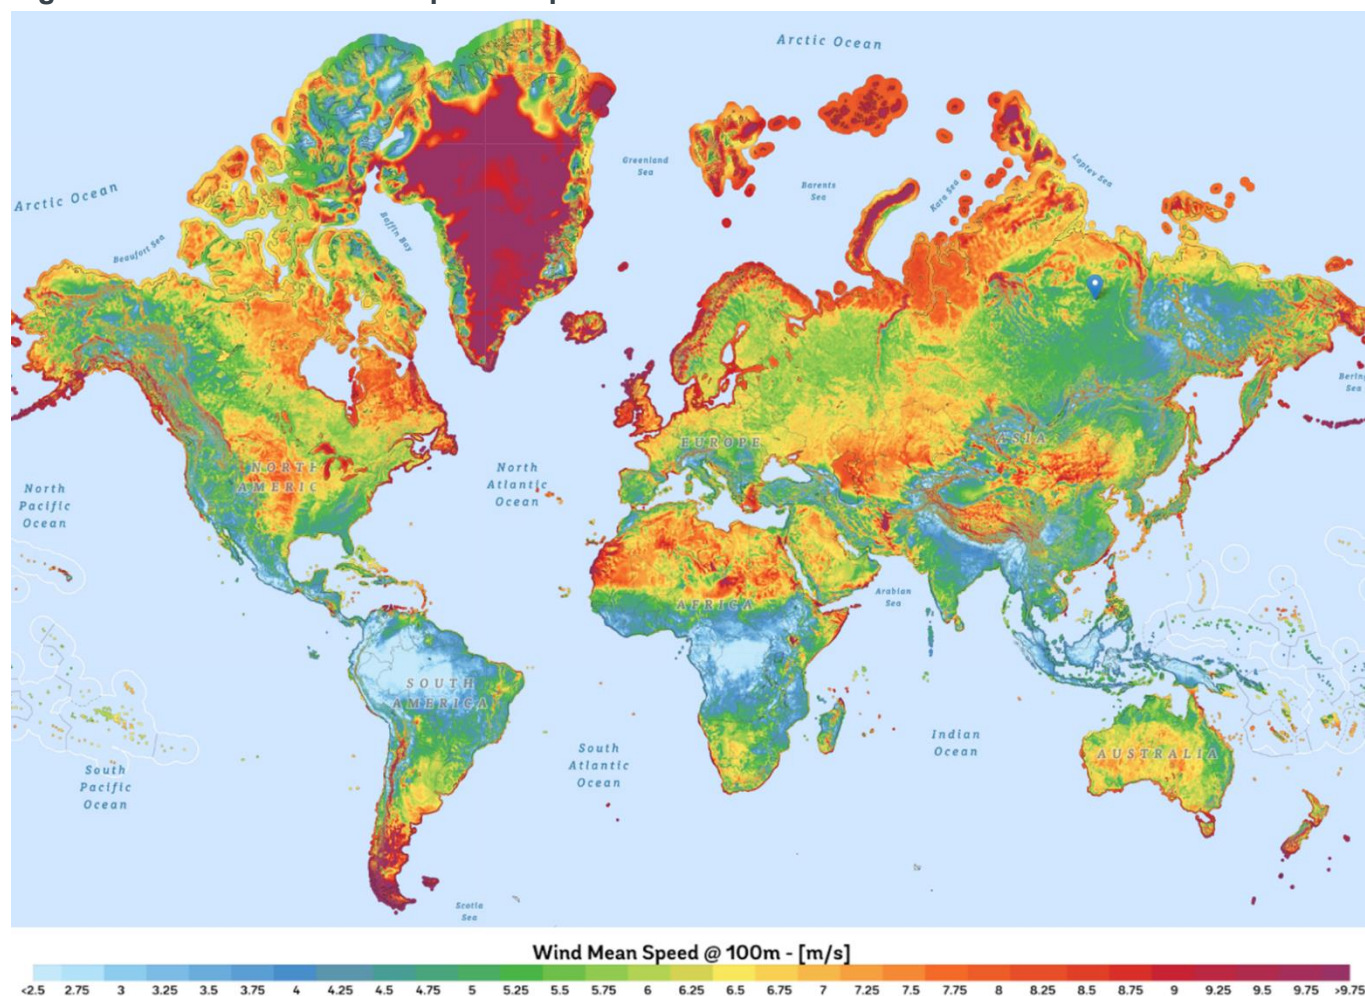 Arctic Ocean
Arctic Ocean
Greenland
Sea
Barents
Sea
Kara Sea
Laptev Sea
Beaufort Sea
Baffin Bay
Bering
Sea
EUROPE
ASIA
NORTH
AMERIC
North
Pacific
Ocean
North
Atlantic
Ocean
AFRICA
Arabian
Sea
SOUTH
AMERICA
South
Pacific
Ocean
South
Atlantic
Ocean
Indian
Ocean
AUSTRALIA
Scotia
Sea
Wind Mean Speed @ 100m - [m/s]
<2.5 2.75 3 3.25 3.5 3.75 4 4.25 4.5 4.75 5 5.25 5.5 5.75 6 6.25 6.5 6.75 7 7.25 7.5 7.75 8 8.25 8.5 8.75 9 9.25 9.5 9.75 >9.75